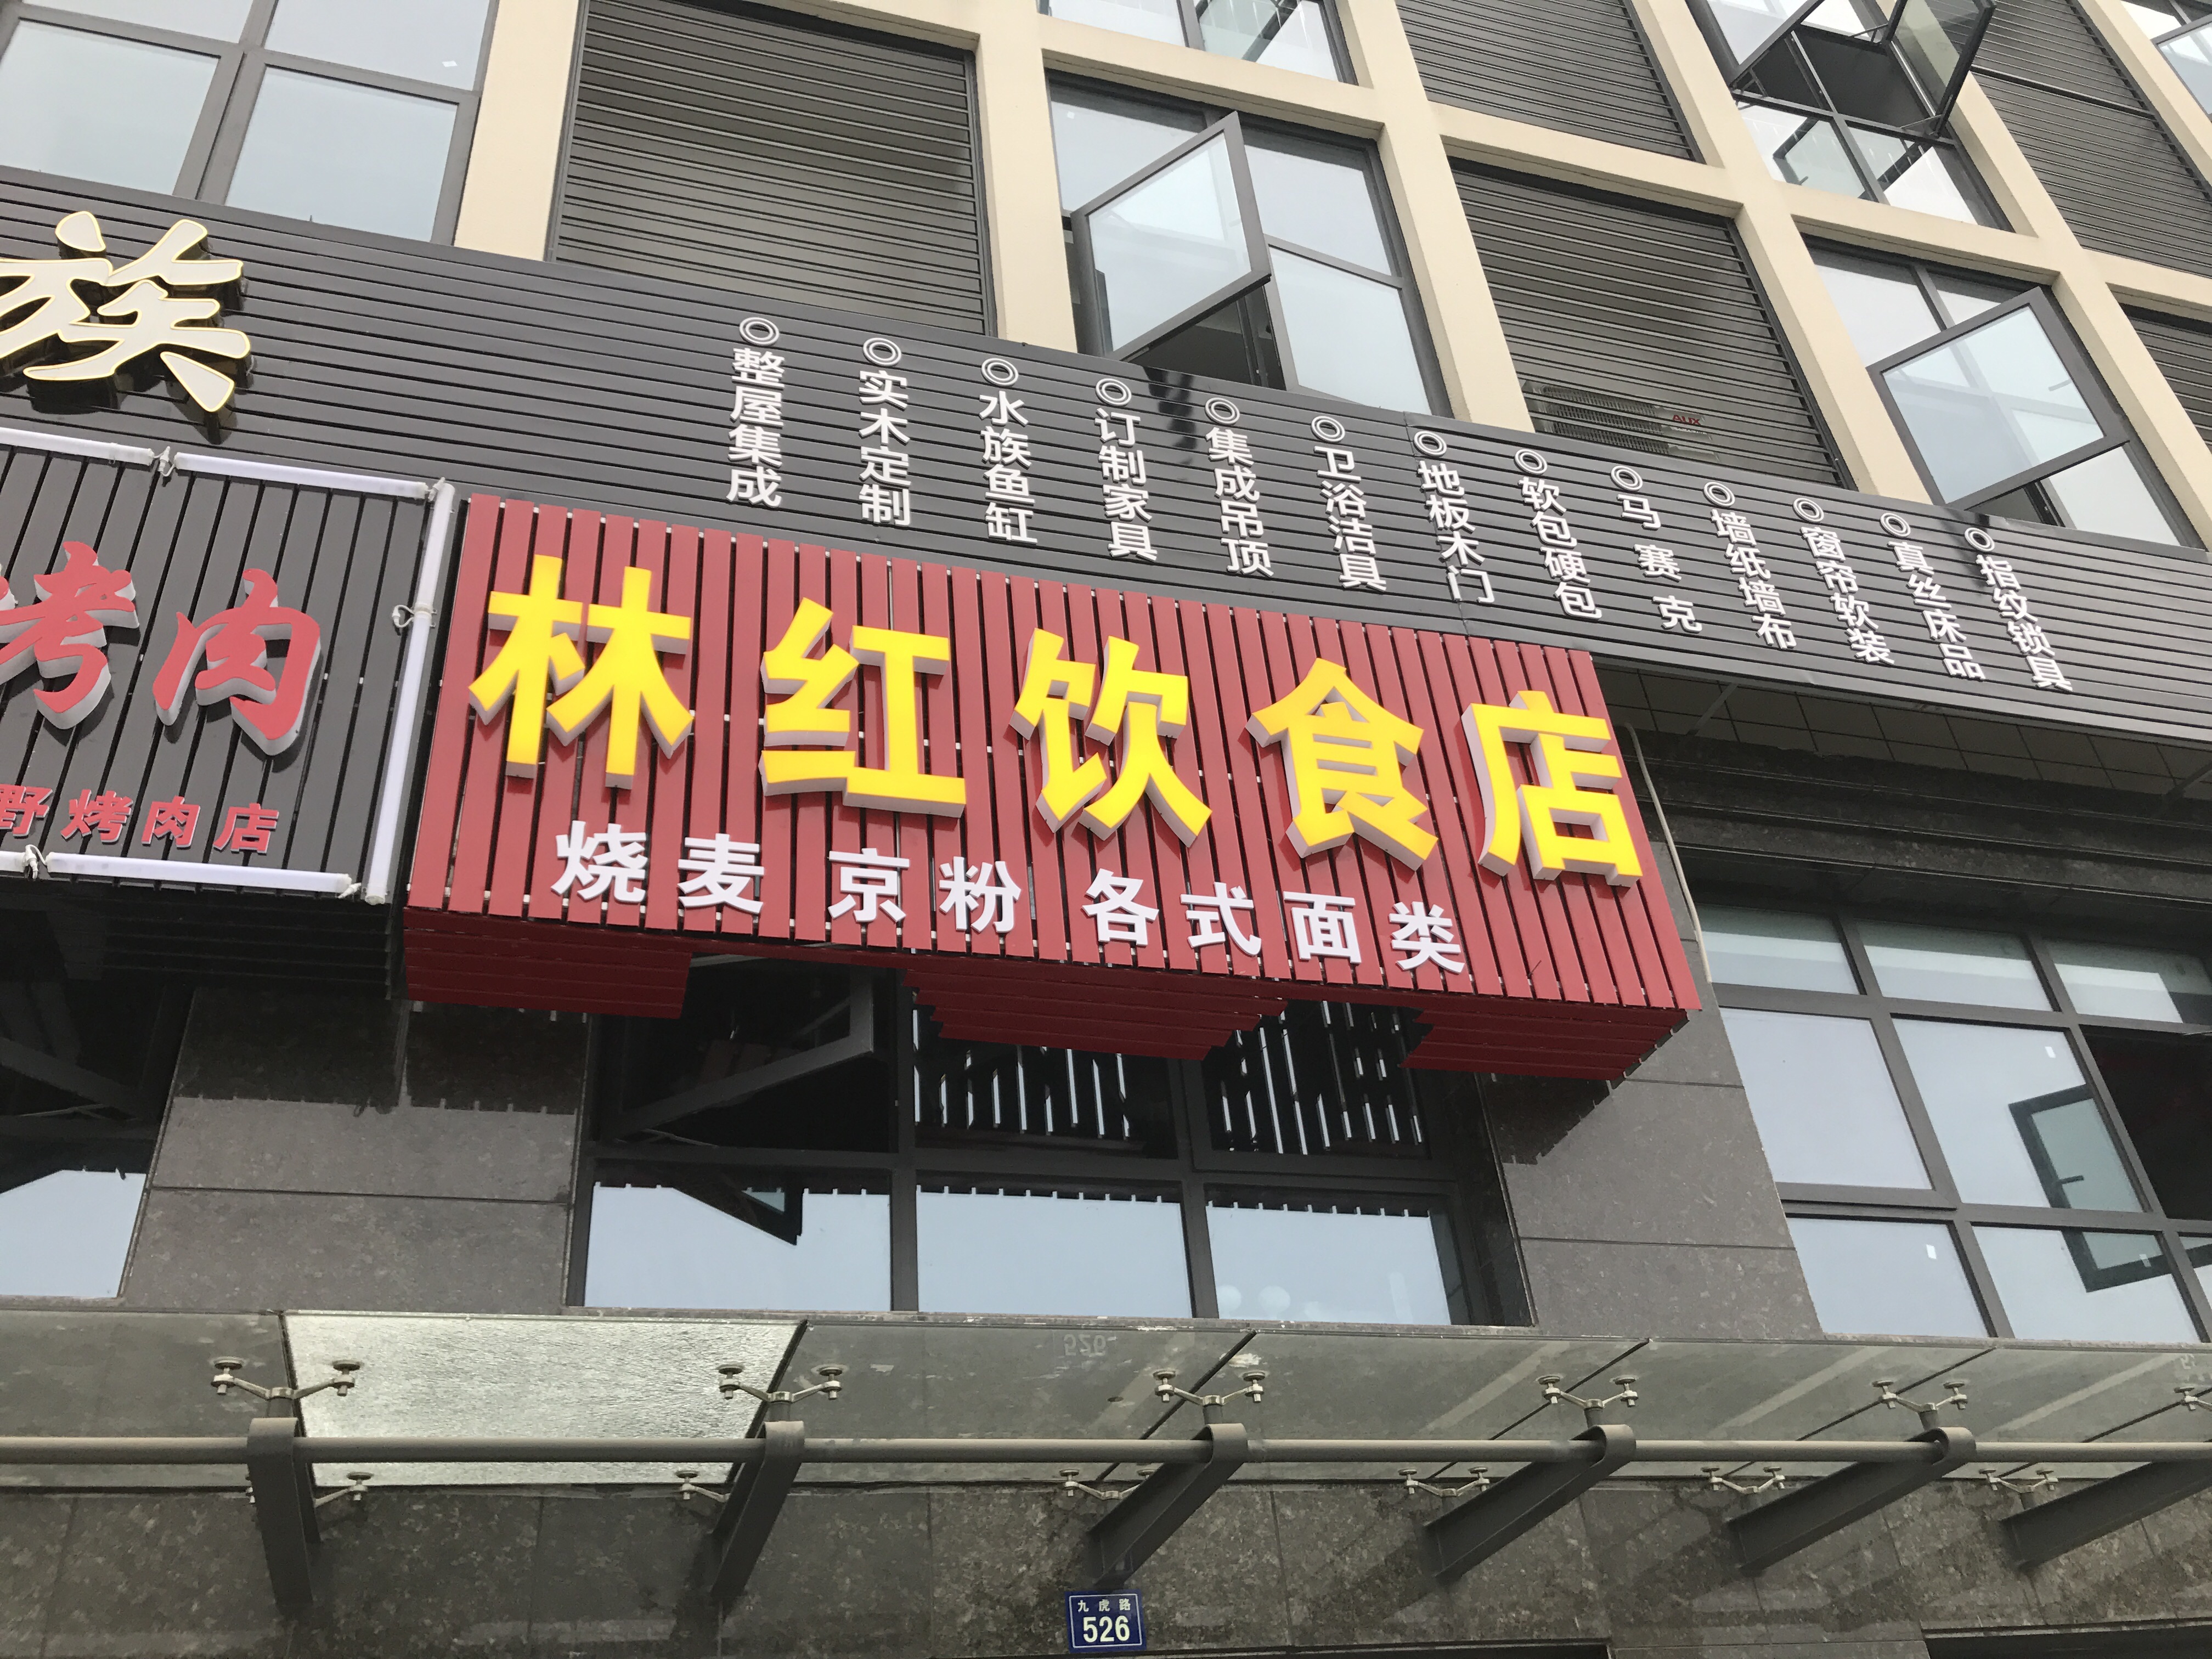 族
整屋集成
实木定制
水族鱼缸
订制家具
集成吊顶
卫浴洁具
地板木门
软包硬包
马赛克
墙纸墙布
窗帘软装
真丝床品
指纹锁具
AUX
烤肉
野烤肉店
林红饮食店
烧麦 京粉 各式面类
526
九虎路
526